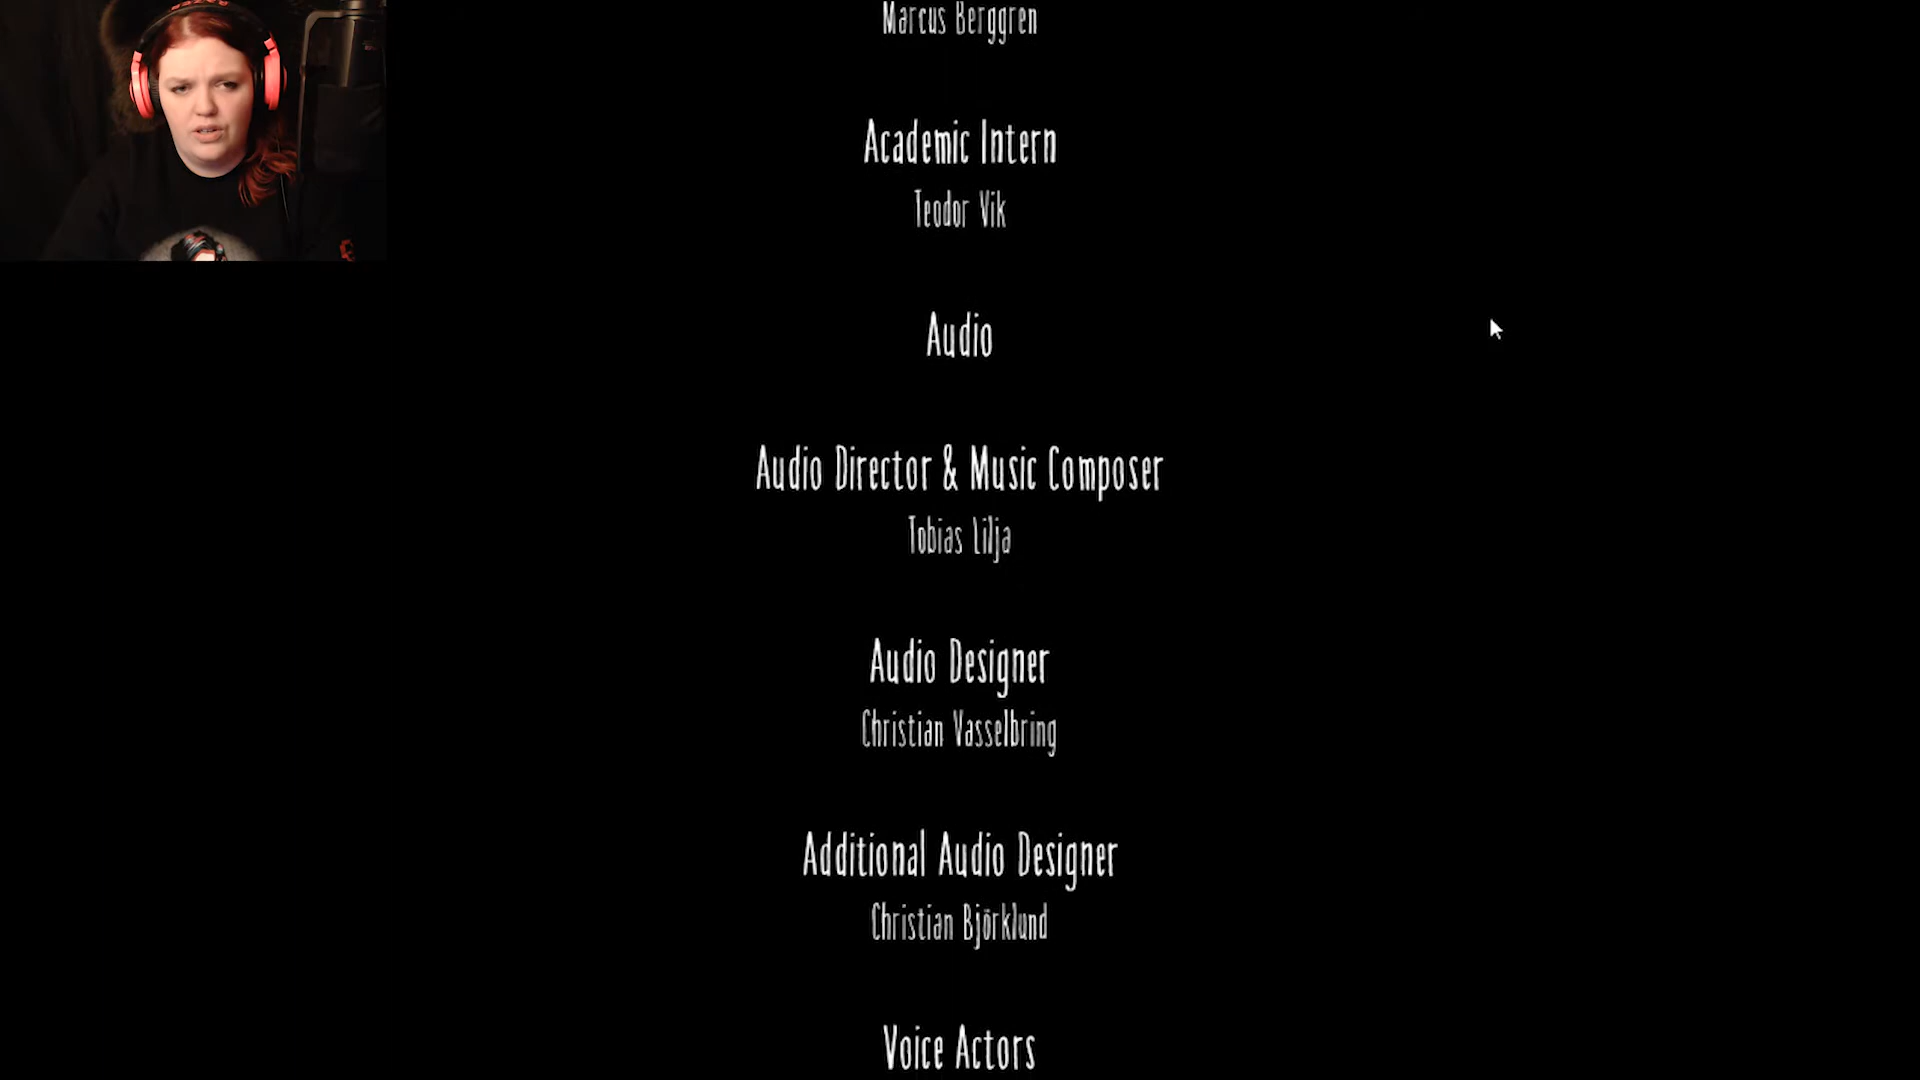 Marcus Berggren
Academic Intern
Teodor Vik
Audio
Audio Director & Music Composer
Tobias Lilja
Audio Designer
Christian Vasselbring
Additional Audio Designer
Christian Björklund
Voice Actors